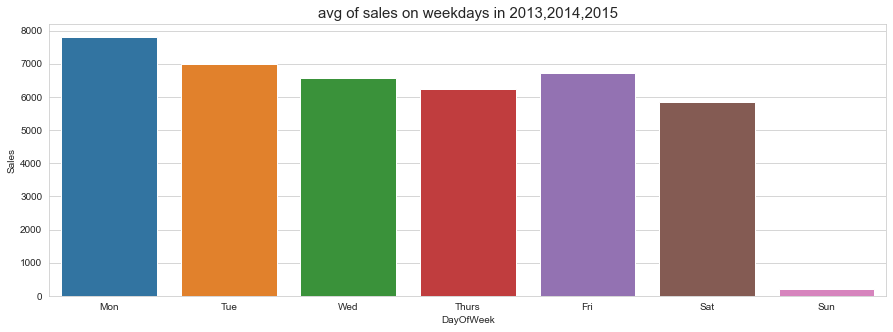 avg of sales on weekdays in 2013,2014,2015
8000
7000
6000
5000
4000
3000
2000
1000
0
Sales
Mon Tue Wed Thurs Fri Sat Sun
DayOfWeek